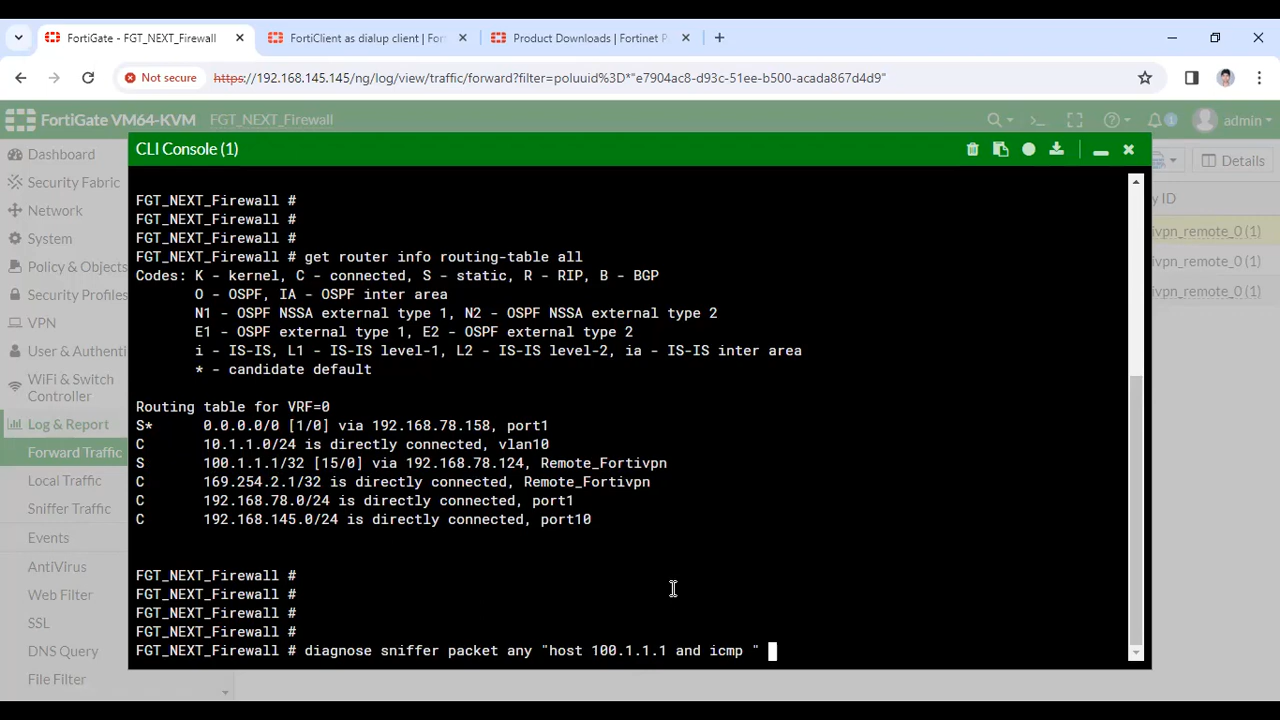 FortiGate - FGT_NEXT_Firewall
FortiClient as dialup client | For
Product Downloads | Fortinet P
Not secure
https://192.168.145.145/ng/log/view/traffic/forward?filter=poluuid%3D*"e7904ac8-d93c-51ee-b500-acada867d4d9"
FortiGate VM64-KVM
FGT_NEXT_Firewall
1
admin
Dashboard
Security Fabric
Network
System
Policy & Objects
Security Profiles
VPN
User & Authenti
WiFi & Switch
Controller
Log & Report
Forward Traffic
Local Traffic
Sniffer Traffic
Events
AntiVirus
Web Filter
SSL
DNS Query
File Filter
CLI Console (1)
FGT_NEXT_Firewall #
FGT_NEXT_Firewall #
FGT_NEXT_Firewall #
FGT_NEXT_Firewall # get router info routing-table all
Codes: K - kernel, C - connected, S - static, R - RIP, B - BGP
O - OSPF, IA - OSPF inter area
N1 - OSPF NSSA external type 1, N2 - OSPF NSSA external type 2
E1 - OSPF external type 1, E2 - OSPF external type 2
i - IS-IS, L1 - IS-IS level-1, L2 - IS-IS level-2, ia - IS-IS inter area
* - candidate default
Routing table for VRF=0
S* 0.0.0.0/0 [1/0] via 192.168.78.158, port1
C 10.1.1.0/24 is directly connected, vlan10
S 100.1.1.1/32 [15/0] via 192.168.78.124, Remote_Fortivpn
C 169.254.2.1/32 is directly connected, Remote_Fortivpn
C 192.168.78.0/24 is directly connected, port1
C 192.168.145.0/24 is directly connected, port10
FGT_NEXT_Firewall #
FGT_NEXT_Firewall #
FGT_NEXT_Firewall #
FGT_NEXT_Firewall #
FGT_NEXT_Firewall # diagnose sniffer packet any "host 100.1.1.1 and icmp "
Details
y ID
ivpn_remote_0 (1)
ivpn_remote_0 (1)
ivpn_remote_0 (1)